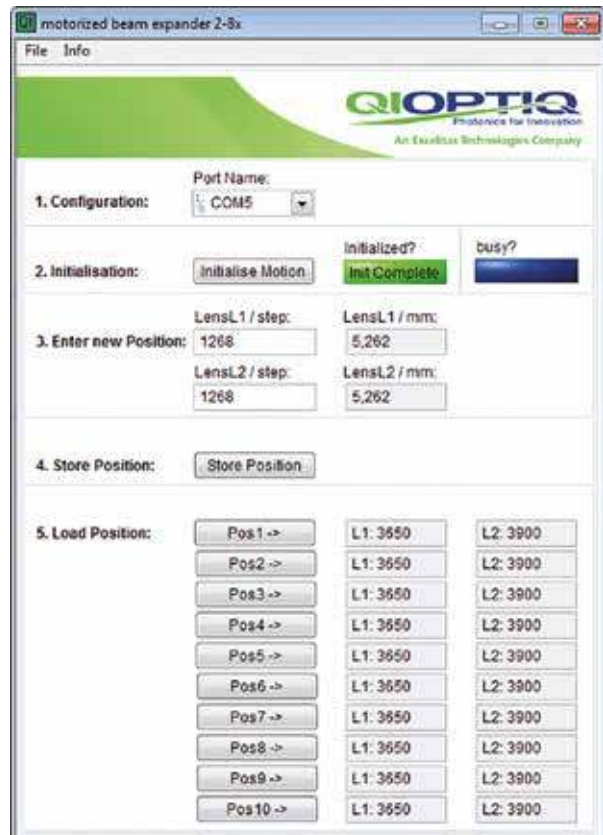 motorized beam expander 2-8x
File Info
QIOPTIQ
Photonics for Innovation
An Excelitas Technologies Company
Port Name:
1. Configuration: COM5
Initialized? busy?
2. Initialisation: Initialise Motion Init Complete
LensL1 / step: LensL1 / mm:
3. Enter new Position: 1268 5,262
LensL2 / step: LensL2 / mm:
1268 5,262
4. Store Position: Store Position
5. Load Position: Pos1 -> L1: 3650 L2: 3900
Pos2 -> L1: 3650 L2: 3900
Pos3 -> L1: 3650 L2: 3900
Pos4 -> L1: 3650 L2: 3900
Pos5 -> L1: 3650 L2: 3900
Pos6 -> L1: 3650 L2: 3900
Pos7 -> L1: 3650 L2: 3900
Pos8 -> L1: 3650 L2: 3900
Pos9 -> L1: 3650 L2: 3900
Pos10 -> L1: 3650 L2: 3900